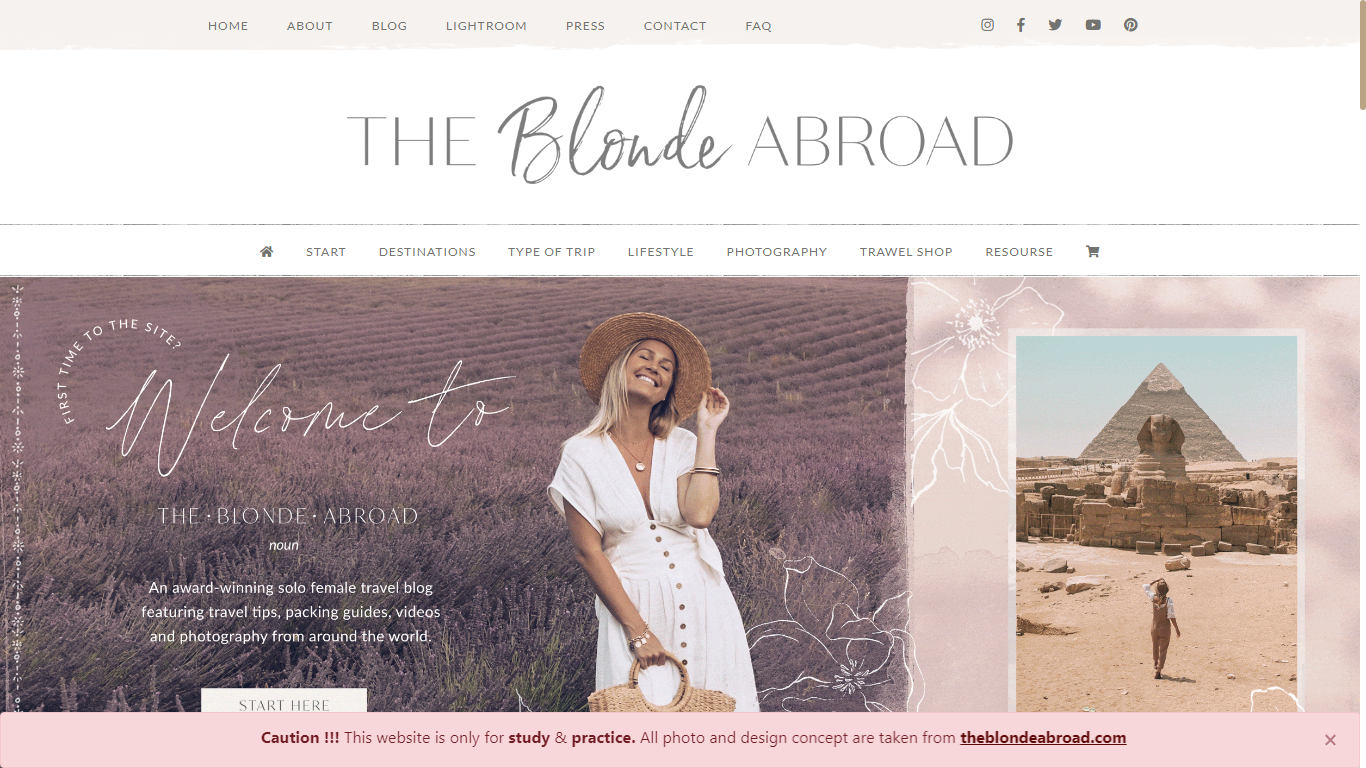 HOME ABOUT BLOG LIGHTROOM PRESS CONTACT FAQ
THE Blonde ABROAD
START DESTINATIONS TYPE OF TRIP LIFESTYLE PHOTOGRAPHY TRAWEL SHOP RESOURSE
FIRST TIME TO THE SITE?
Welcome to
THE · BLONDE · ABROAD
noun
An award-winning solo female travel blog
featuring travel tips, packing guides, videos
and photography from around the world.
START HERE
Caution !!! This website is only for study & practice. All photo and design concept are taken from theblondeabroad.com ×